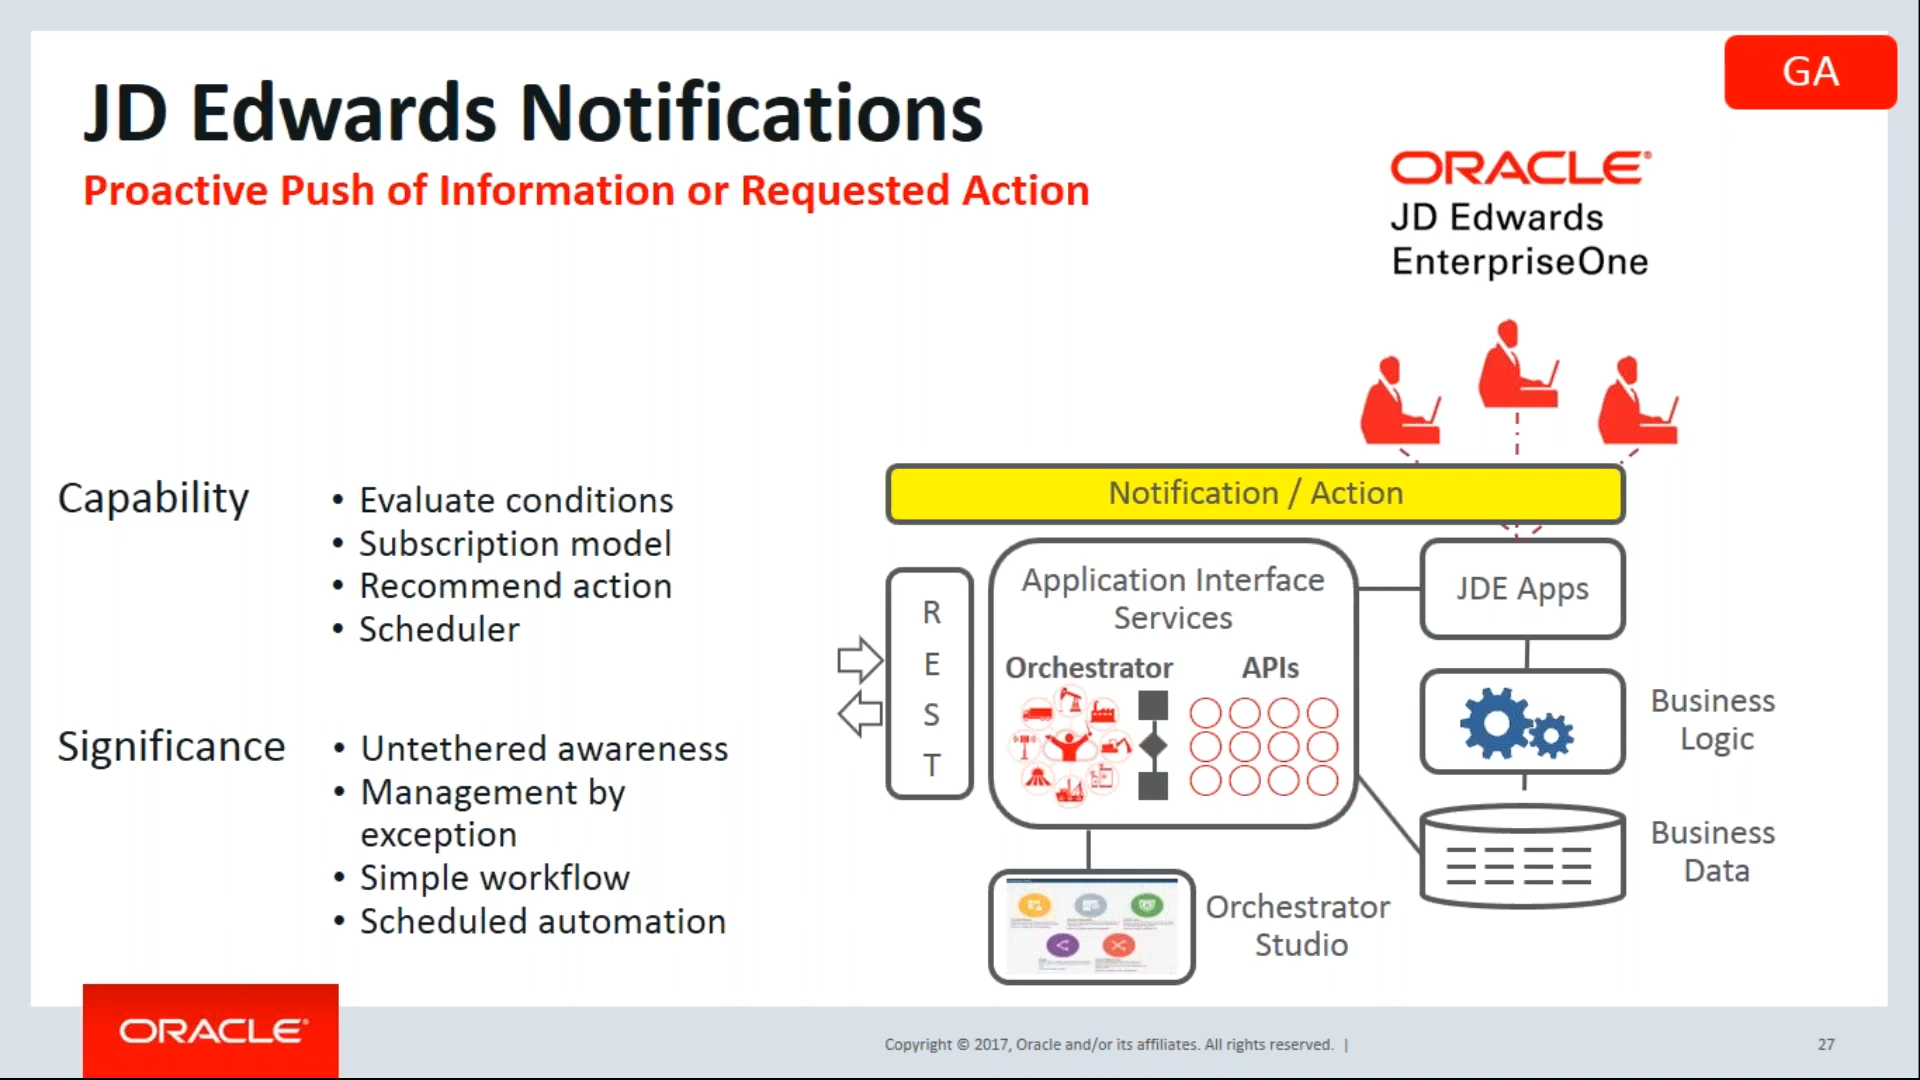 GA
JD Edwards Notifications
Proactive Push of Information or Requested Action
ORACLE®
JD Edwards
EnterpriseOne
Capability
• Evaluate conditions
• Subscription model
• Recommend action
• Scheduler
Significance
• Untethered awareness
• Management by
exception
• Simple workflow
• Scheduled automation
Notification / Action
R
E
S
T
Application Interface
Services
Orchestrator
APIs
JDE Apps
Business
Logic
Business
Data
Orchestrator
Studio
ORACLE®
Copyright © 2017, Oracle and/or its affiliates. All rights reserved. |
27